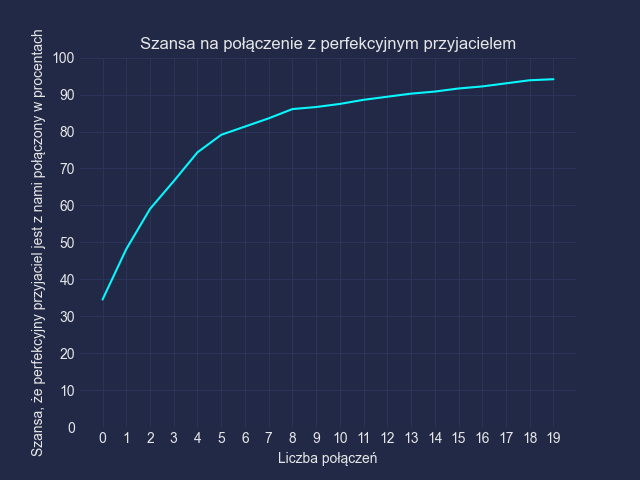 Szansa na połączenie z perfekcyjnym przyjacielem
Szansa, że perfekcyjny przyjaciel jest z nami połączony w procentach
100
90
80
70
60
50
40
30
20
10
0
0 1 2 3 4 5 6 7 8 9 10 11 12 13 14 15 16 17 18 19
Liczba połączeń